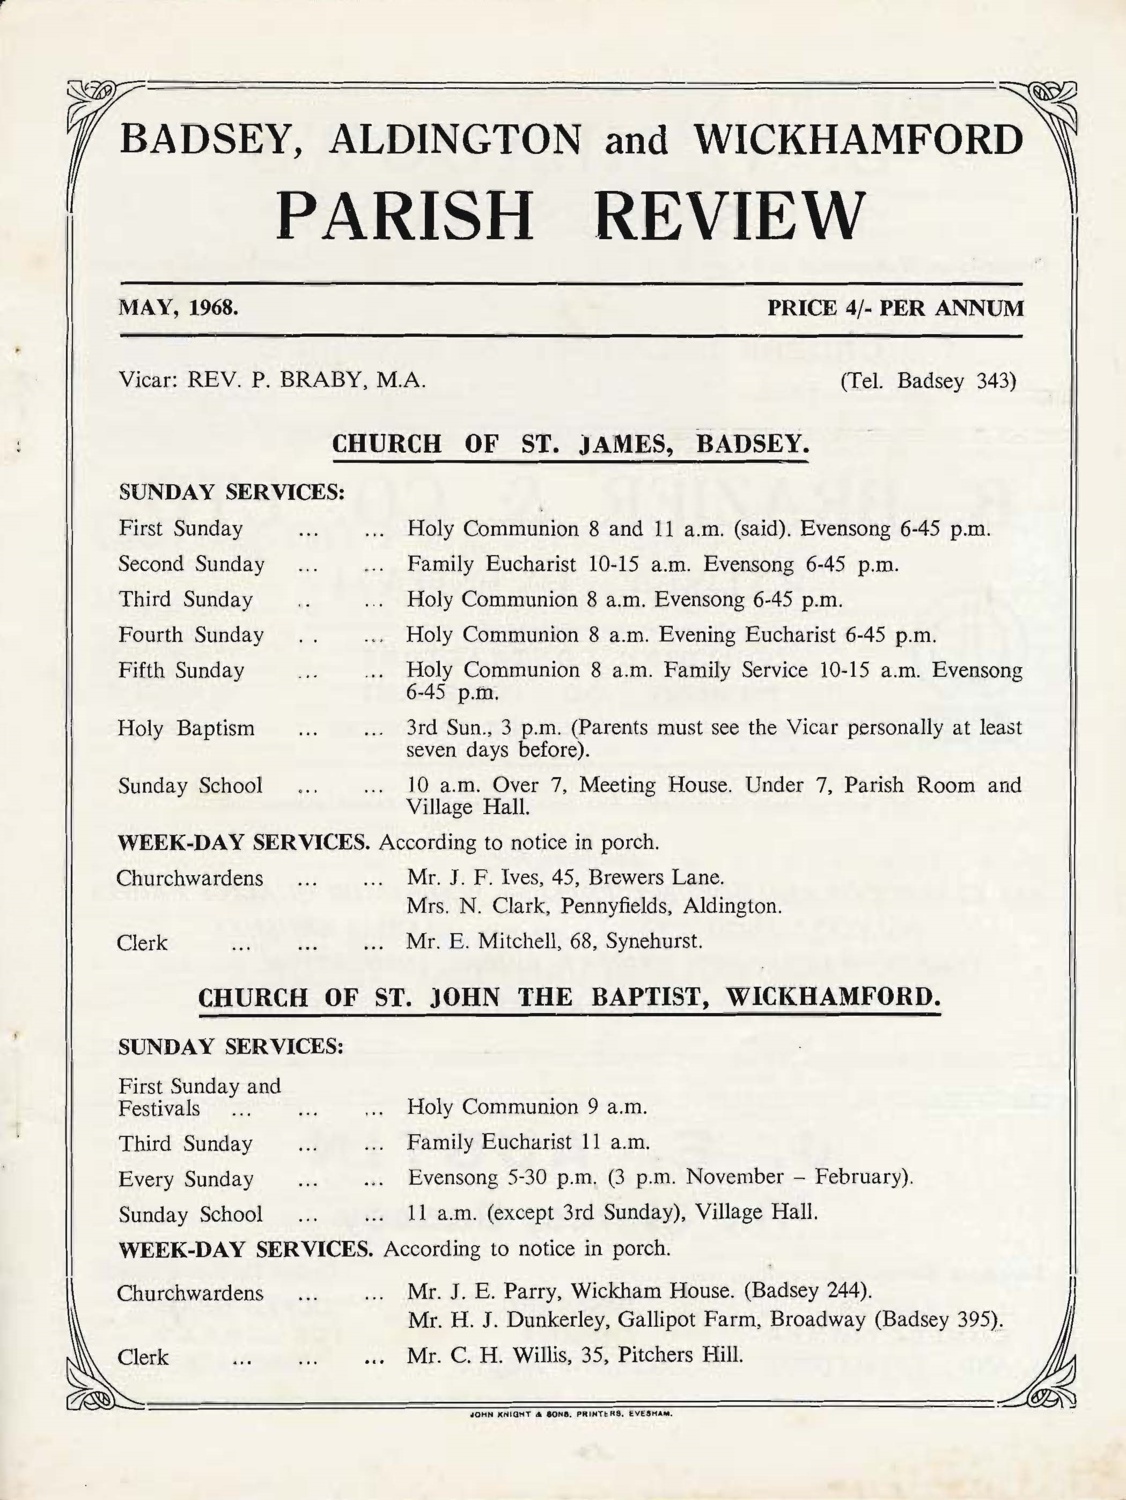 BADSEY, ALDINGTON and WICKHAMFORD
PARISH REVIEW
MAY, 1968. PRICE 4/- PER ANNUM
Vicar: REV. P. BRABY, M.A. (Tel. Badsey 343)
CHURCH OF ST. JAMES, BADSEY.
SUNDAY SERVICES:
First Sunday ... ... Holy Communion 8 and 11 a.m. (said). Evensong 6-45 p.m.
Second Sunday ... ... Family Eucharist 10-15 a.m. Evensong 6-45 p.m.
Third Sunday .. ... Holy Communion 8 a.m. Evensong 6-45 p.m.
Fourth Sunday . . ... Holy Communion 8 a.m. Evening Eucharist 6-45 p.m.
Fifth Sunday ... ... Holy Communion 8 a.m. Family Service 10-15 a.m. Evensong
6-45 p.m.
Holy Baptism ... ... 3rd Sun., 3 p.m. (Parents must see the Vicar personally at least
seven days before).
Sunday School ... ... 10 a.m. Over 7, Meeting House. Under 7, Parish Room and
Village Hall.
WEEK-DAY SERVICES. According to notice in porch.
Churchwardens ... ... Mr. J. F. Ives, 45, Brewers Lane.
Mrs. N. Clark, Pennyfields, Aldington.
Clerk ... ... ... Mr. E. Mitchell, 68, Synehurst.
CHURCH OF ST. JOHN THE BAPTIST, WICKHAMFORD.
SUNDAY SERVICES:
First Sunday and
Festivals ... ... ... Holy Communion 9 a.m.
Third Sunday ... ... Family Eucharist 11 a.m.
Every Sunday ... ... Evensong 5-30 p.m. (3 p.m. November – February).
Sunday School ... ... 11 a.m. (except 3rd Sunday), Village Hall.
WEEK-DAY SERVICES. According to notice in porch.
Churchwardens ... ... Mr. J. E. Parry, Wickham House. (Badsey 244).
Mr. H. J. Dunkerley, Gallipot Farm, Broadway (Badsey 395).
Clerk ... ... ... Mr. C. H. Willis, 35, Pitchers Hill.
JOHN KNIGHT & SONS, PRINTERS, EVESHAM.